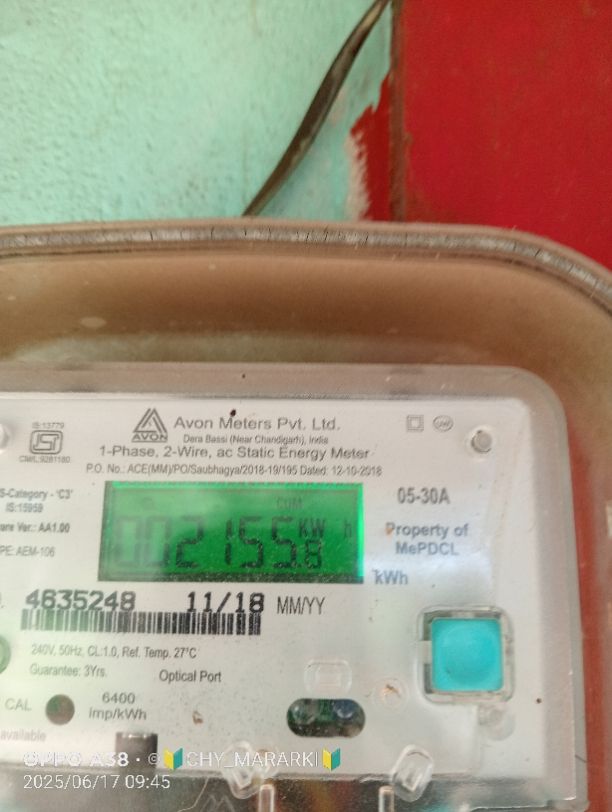 IS:13779
CM/L:9281180
AVON
Avon Meters Pvt. Ltd.
Dera Bassi (Near Chandigarh), India
1-Phase, 2-Wire, ac Static Energy Meter
P.O. No.: ACE(MM)/PO/Saubhagya/2018-19/195 Dated: 12-10-2018
S-Category - 'C3'
IS:15959
are Ver.: AA1.00
PE: AEM-106
CUM
002155.8 KW h
05-30A
Property of
MePDCL
kWh
4635248 11/18 MM/YY
240V, 50Hz, CL:1.0, Ref. Temp. 27°C
Guarantee: 3Yrs.
Optical Port
CAL
6400
imp/kWh
available
OPPO A38 · ©🔰CHY_MARARKI🔰
2025/06/17 09:45